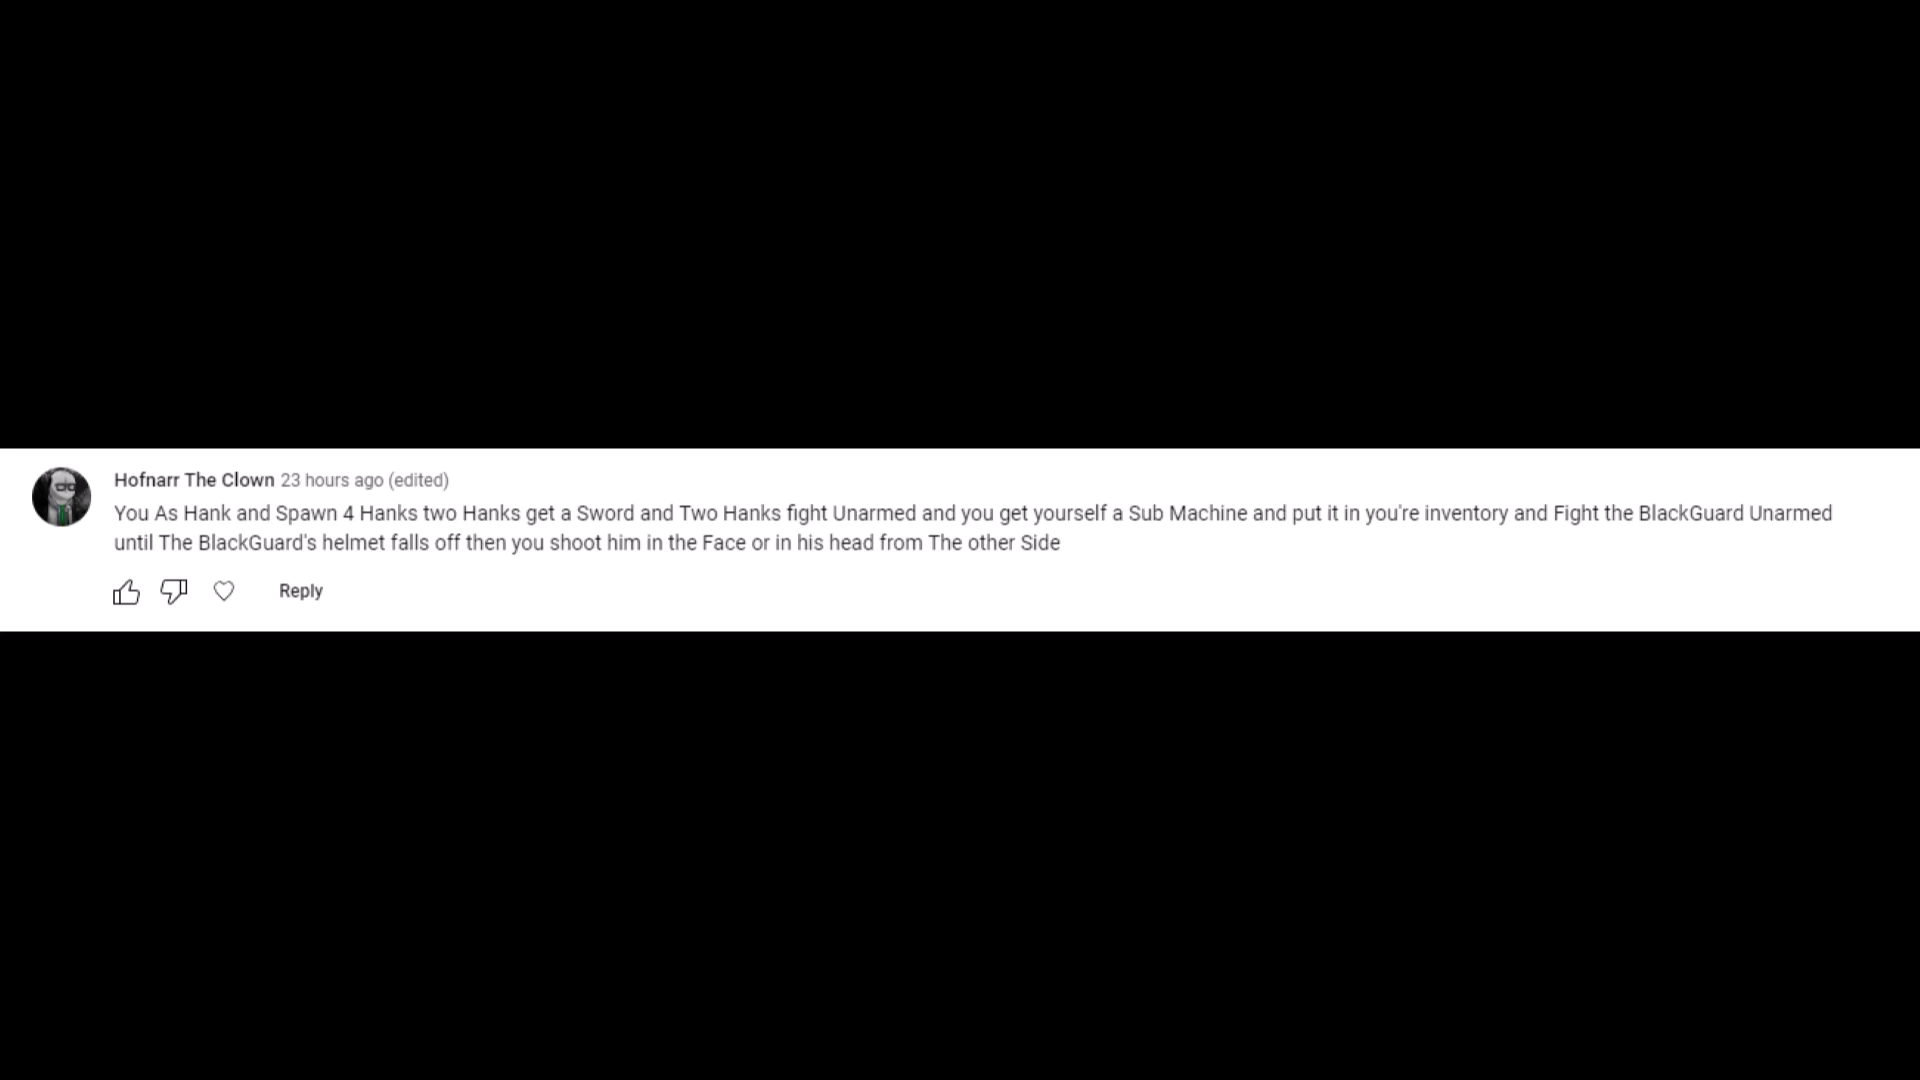 Hofnarr The Clown 23 hours ago (edited)
You As Hank and Spawn 4 Hanks two Hanks get a Sword and Two Hanks fight Unarmed and you get yourself a Sub Machine and put it in you're inventory and Fight the BlackGuard Unarmed
until The BlackGuard's helmet falls off then you shoot him in the Face or in his head from The other Side
Reply